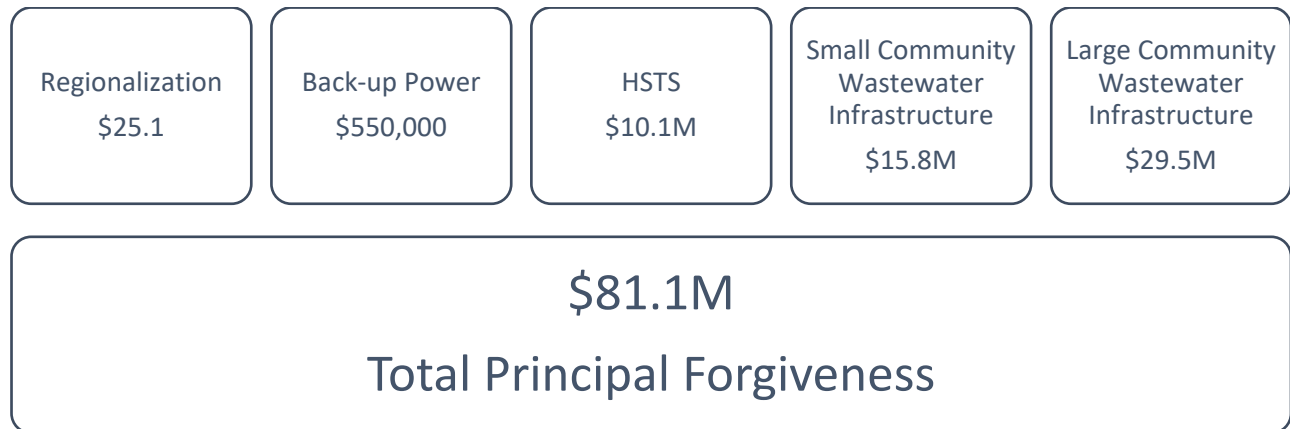 Regionalization
$25.1
Back-up Power
$550,000
HSTS
$10.1M
Small Community
Wastewater
Infrastructure
$15.8M
Large Community
Wastewater
Infrastructure
$29.5M
$81.1M
Total Principal Forgiveness